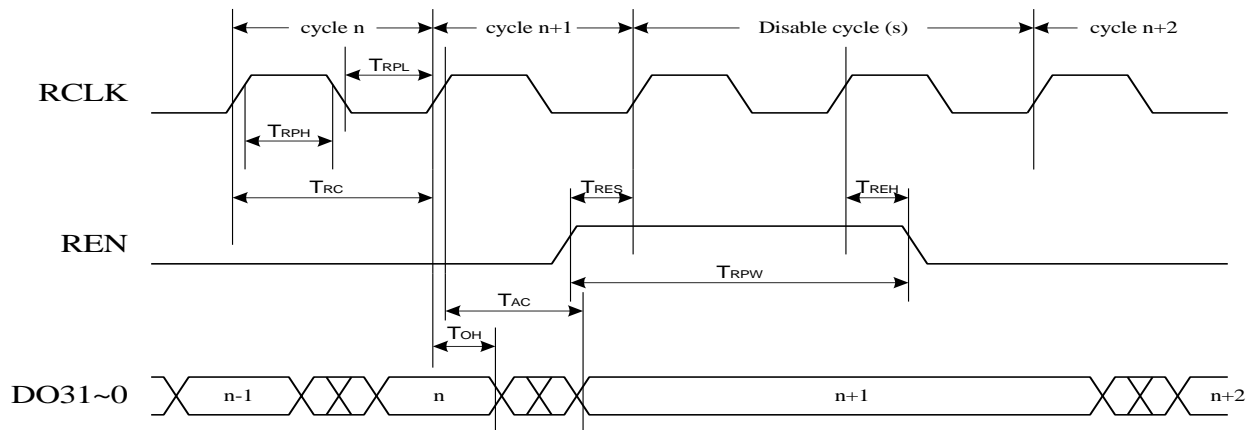 cycle n
cycle n+1
Disable cycle (s)
cycle n+2
RCLK
TRPL
TRPH
TRC
TRES
TREH
REN
TRPW
TAC
TOH
DO31~0
n-1
n
n+1
n+2